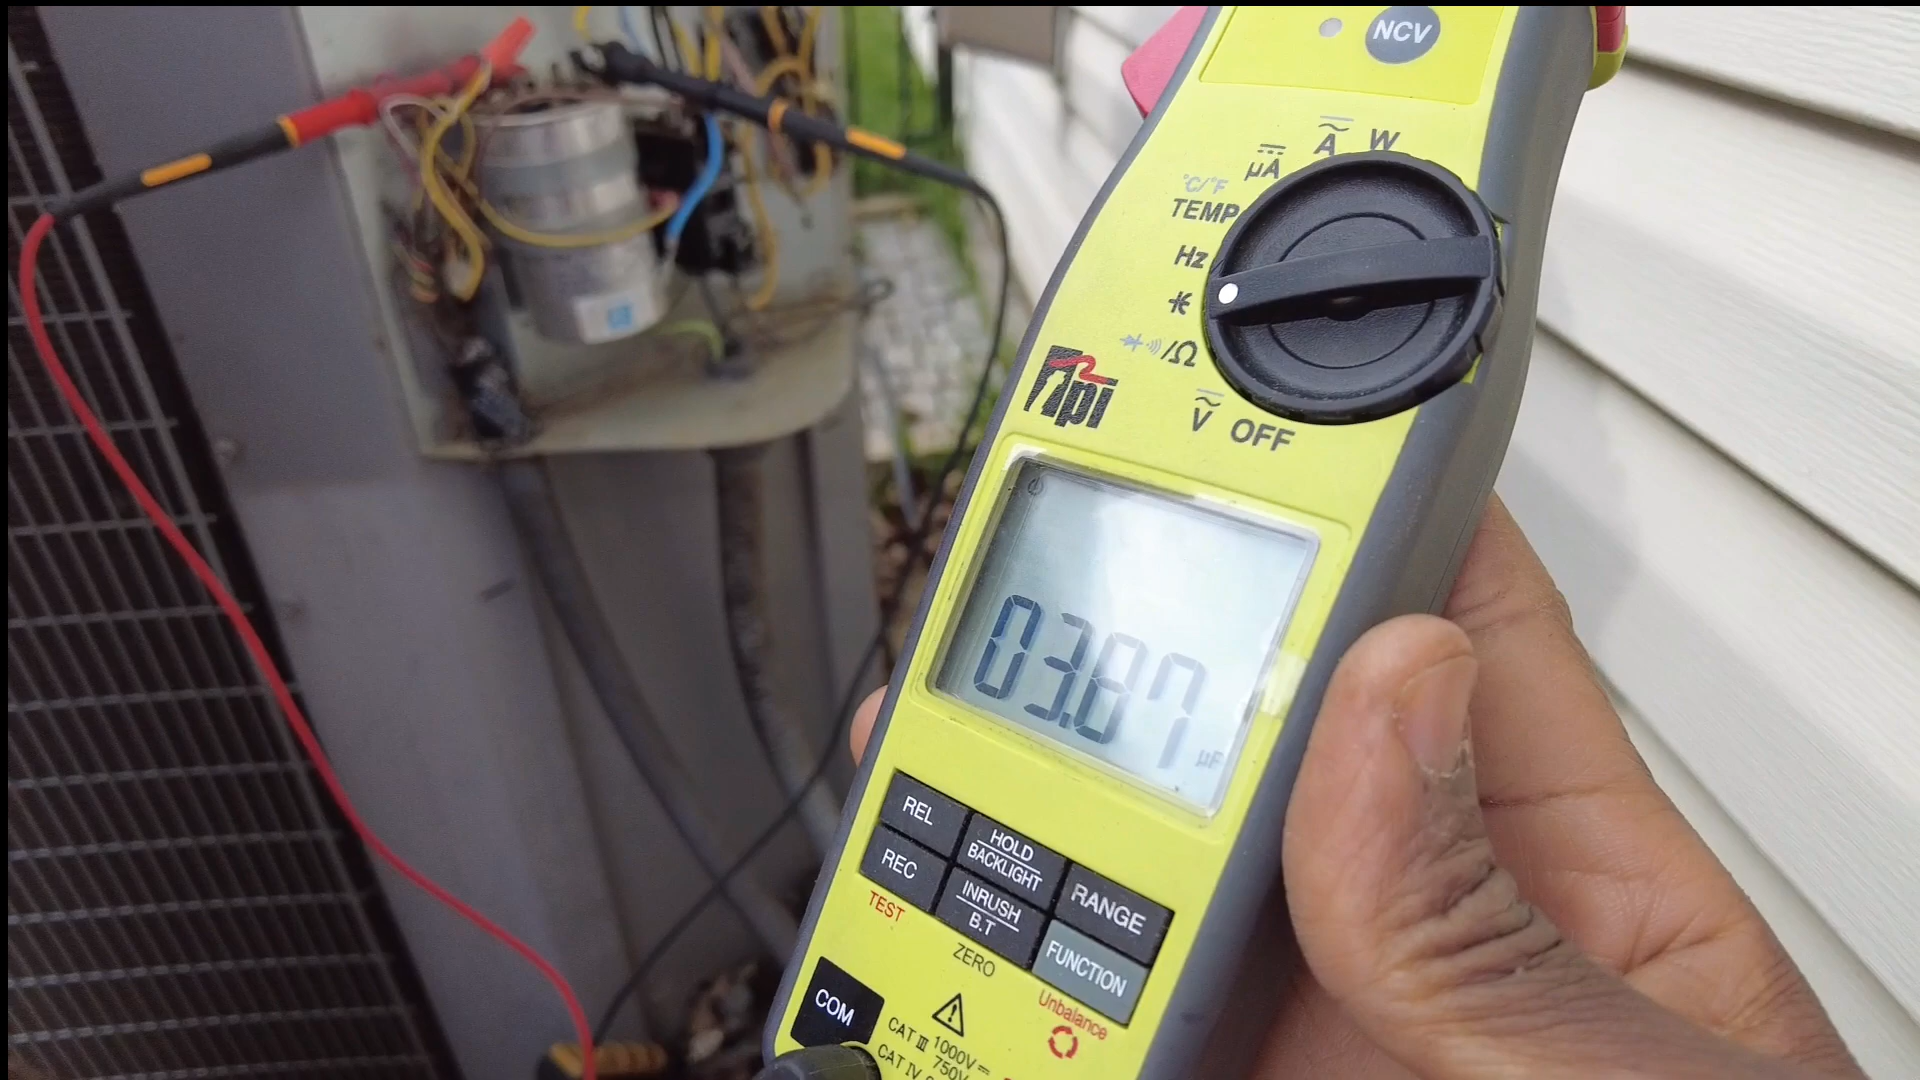 NCV
A W
µA
°C/°F
TEMP
Hz
/Ω
V OFF
tpi
03.87
µF
REL
HOLD
BACKLIGHT
RANGE
REC
INRUSH
B.T
FUNCTION
TEST
ZERO
Unbalance
COM
CAT III 1000V
750V
CAT IV